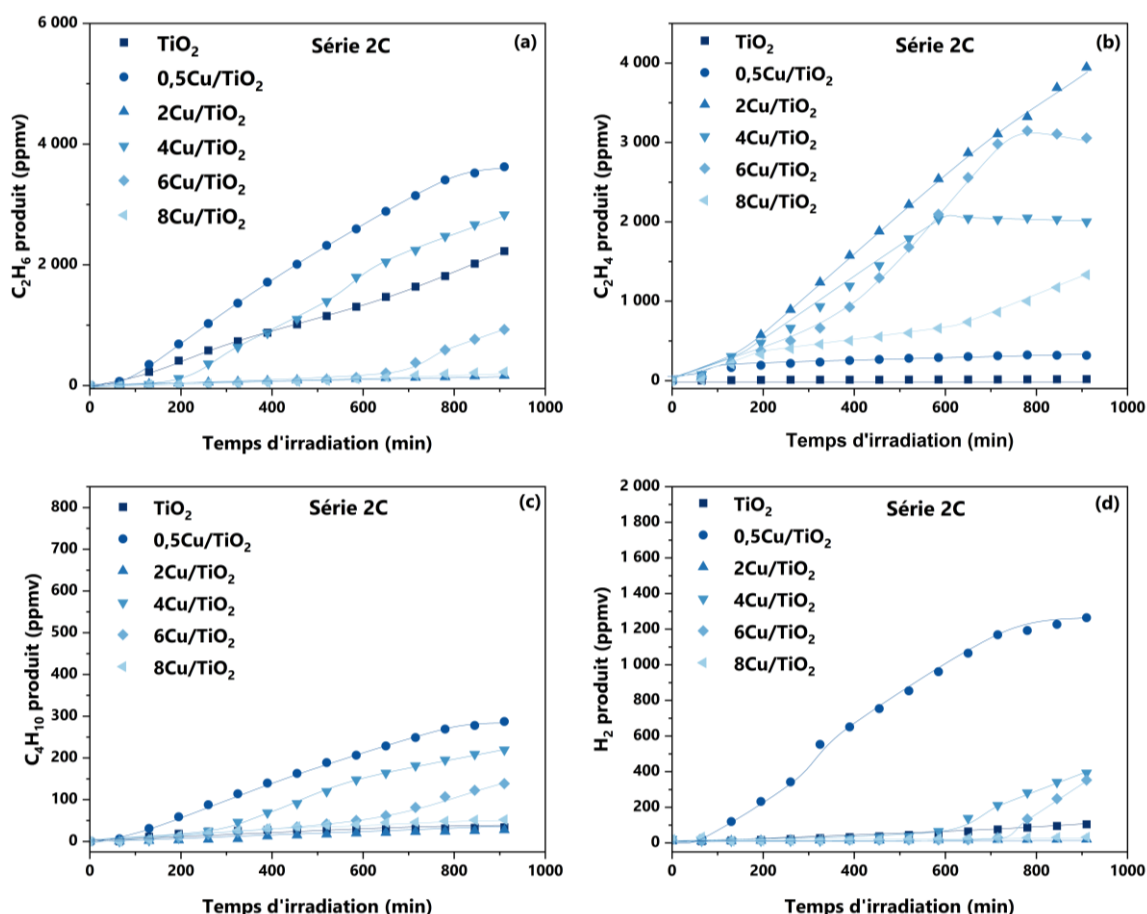 (a)
Série 2C
TiO₂
0,5Cu/TiO₂
2Cu/TiO₂
4Cu/TiO₂
6Cu/TiO₂
8Cu/TiO₂
C₂H₆ produit (ppmv)
6 000
4 000
2 000
0
0 200 400 600 800 1000
Temps d'irradiation (min)
(b)
Série 2C
TiO₂
0,5Cu/TiO₂
2Cu/TiO₂
4Cu/TiO₂
6Cu/TiO₂
8Cu/TiO₂
C₂H₄ produit (ppmv)
4 000
3 000
2 000
1 000
0
0 200 400 600 800 1000
Temps d'irradiation (min)
(c)
Série 2C
TiO₂
0,5Cu/TiO₂
2Cu/TiO₂
4Cu/TiO₂
6Cu/TiO₂
8Cu/TiO₂
C₄H₁₀ produit (ppmv)
800
700
600
500
400
300
200
100
0
0 200 400 600 800 1000
Temps d'irradiation (min)
(d)
Série 2C
TiO₂
0,5Cu/TiO₂
2Cu/TiO₂
4Cu/TiO₂
6Cu/TiO₂
8Cu/TiO₂
H₂ produit (ppmv)
2 000
1 800
1 600
1 400
1 200
1 000
800
600
400
200
0
0 200 400 600 800 1000
Temps d'irradiation (min)